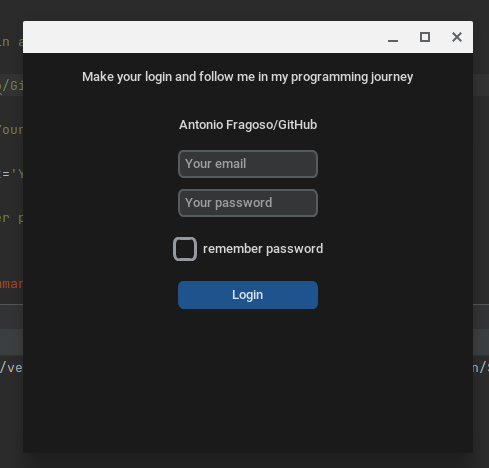 Make your login and follow me in my programming journey
Antonio Fragoso/GitHub
Your email
Your password
remember password
Login